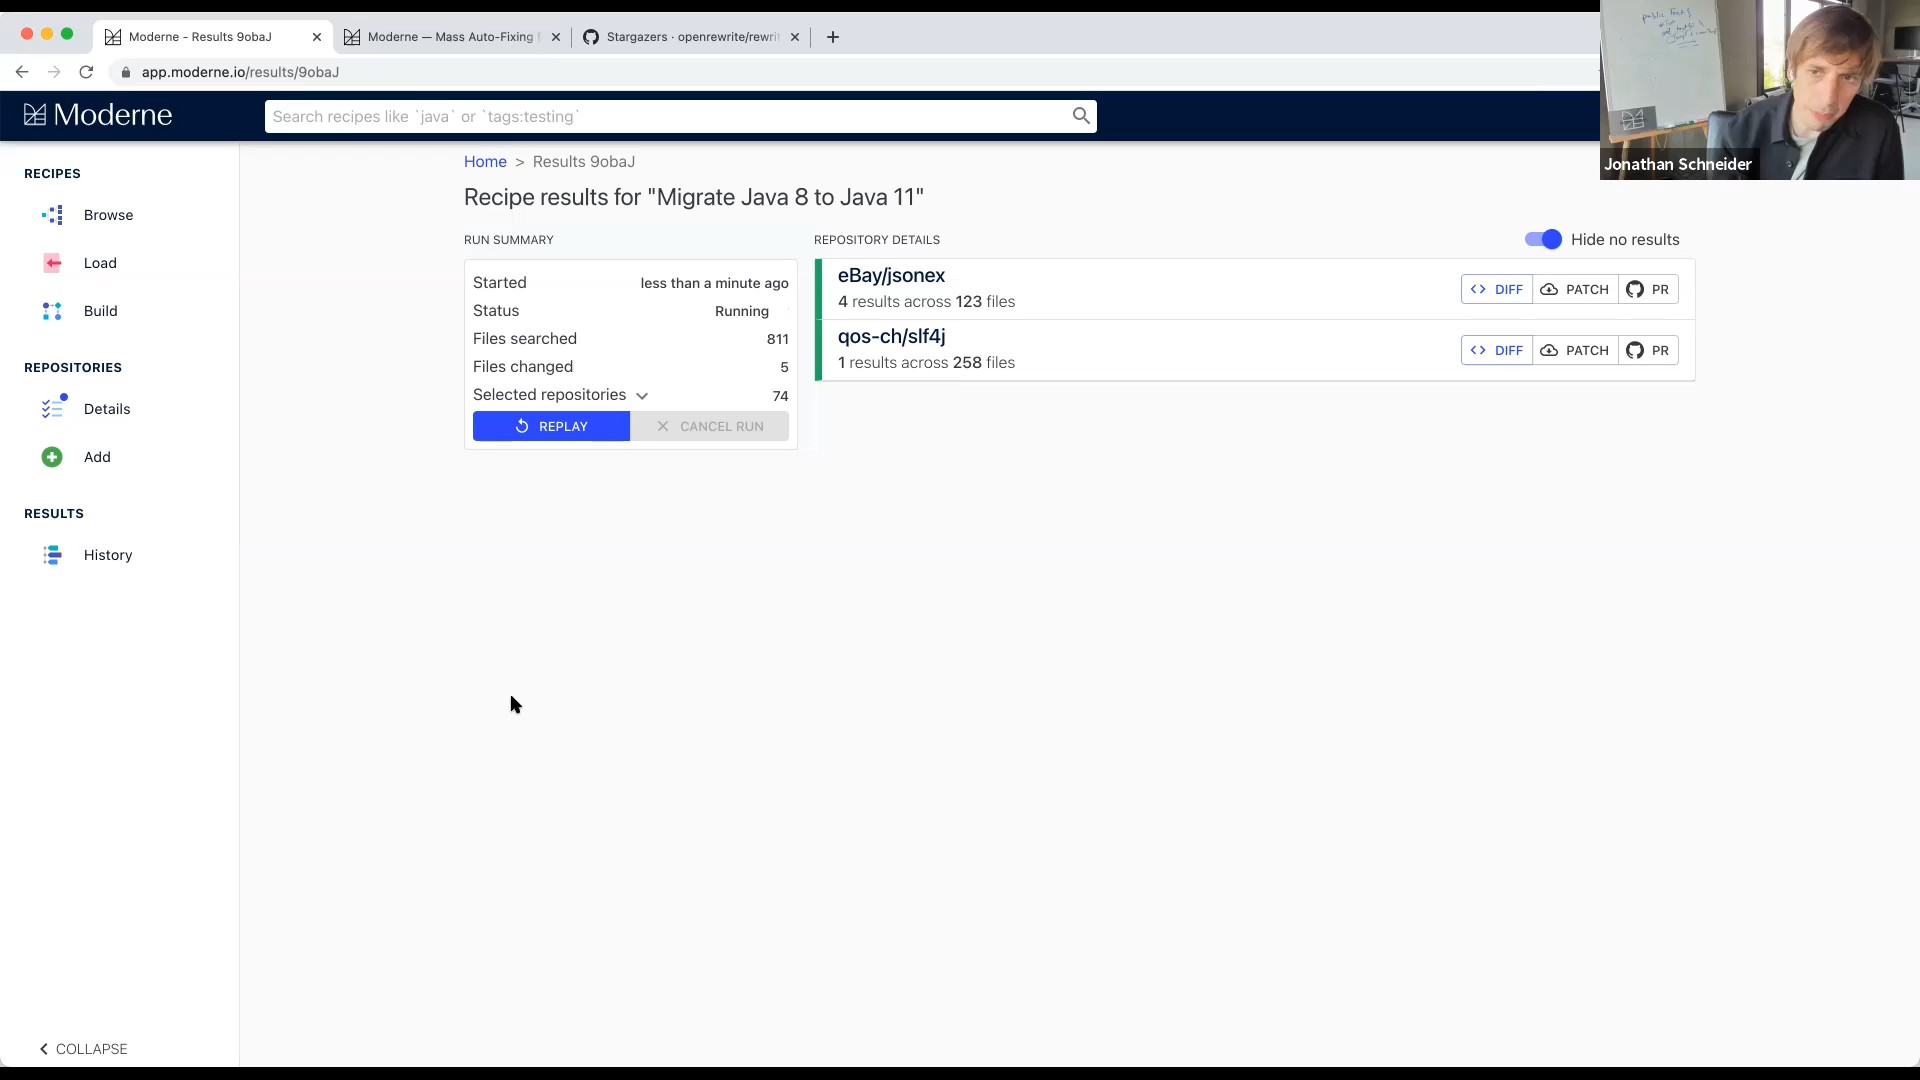 Moderne - Results 9obaJ
Moderne — Mass Auto-Fixing
Stargazers · openrewrite/rewri
app.moderne.io/results/9obaJ
Moderne
Search recipes like `java` or `tags:testing`
Jonathan Schneider
RECIPES
Browse
Load
Build
REPOSITORIES
Details
Add
RESULTS
History
COLLAPSE
Home > Results 9obaJ
Recipe results for "Migrate Java 8 to Java 11"
RUN SUMMARY
Started less than a minute ago
Status Running
Files searched 811
Files changed 5
Selected repositories 74
REPLAY CANCEL RUN
REPOSITORY DETAILS
Hide no results
eBay/jsonex
4 results across 123 files
DIFF PATCH PR
qos-ch/slf4j
1 results across 258 files
DIFF PATCH PR